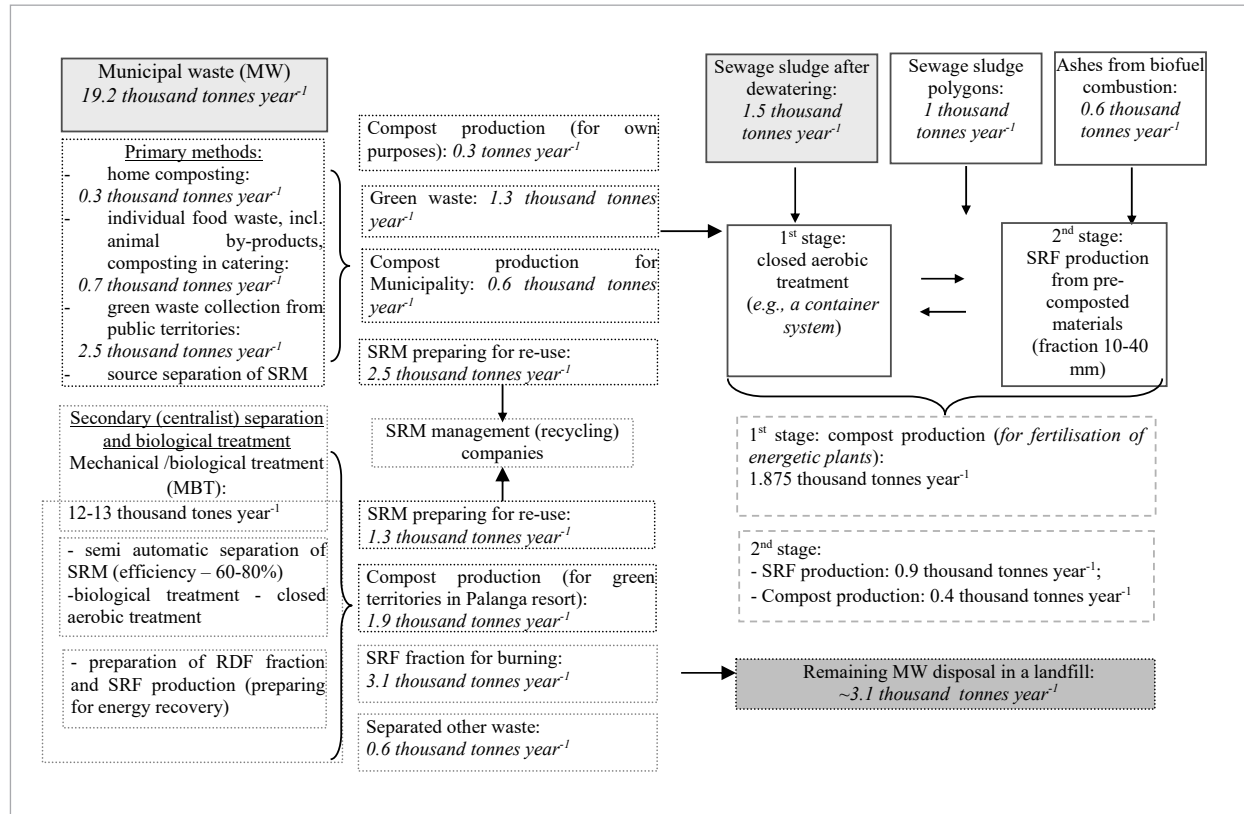 Municipal waste (MW)
19.2 thousand tonnes year-1
Primary methods:
- home composting:
0.3 thousand tonnes year-1
- individual food waste, incl.
animal by-products,
composting in catering:
0.7 thousand tonnes year-1
- green waste collection from
public territories:
2.5 thousand tonnes year-1
- source separation of SRM
Secondary (centralist) separation
and biological treatment
Mechanical /biological treatment
(MBT):
12-13 thousand tones year-1
- semi automatic separation of
SRM (efficiency – 60-80%)
-biological treatment - closed
aerobic treatment
- preparation of RDF fraction
and SRF production (preparing
for energy recovery)
Compost production (for own
purposes): 0.3 tonnes year-1
Green waste: 1.3 thousand tonnes
year-1
Compost production for
Municipality: 0.6 thousand tonnes
year-1
SRM preparing for re-use:
2.5 thousand tonnes year-1
SRM management (recycling)
companies
SRM preparing for re-use:
1.3 thousand tonnes year-1
Compost production (for green
territories in Palanga resort):
1.9 thousand tonnes year-1
SRF fraction for burning:
3.1 thousand tonnes year-1
Separated other waste:
0.6 thousand tonnes year-1
Sewage sludge after
dewatering:
1.5 thousand
tonnes year-1
Sewage sludge
polygons:
1 thousand
tonnes year-1
Ashes from biofuel
combustion:
0.6 thousand
tonnes year-1
1st stage:
closed aerobic
treatment
(e.g., a container
system)
2nd stage:
SRF production
from pre-
composted
materials
(fraction 10-40
mm)
1st stage: compost production (for fertilisation of
energetic plants):
1.875 thousand tonnes year-1
2nd stage:
- SRF production: 0.9 thousand tonnes year-1;
- Compost production: 0.4 thousand tonnes year-1
Remaining MW disposal in a landfill:
~3.1 thousand tonnes year-1